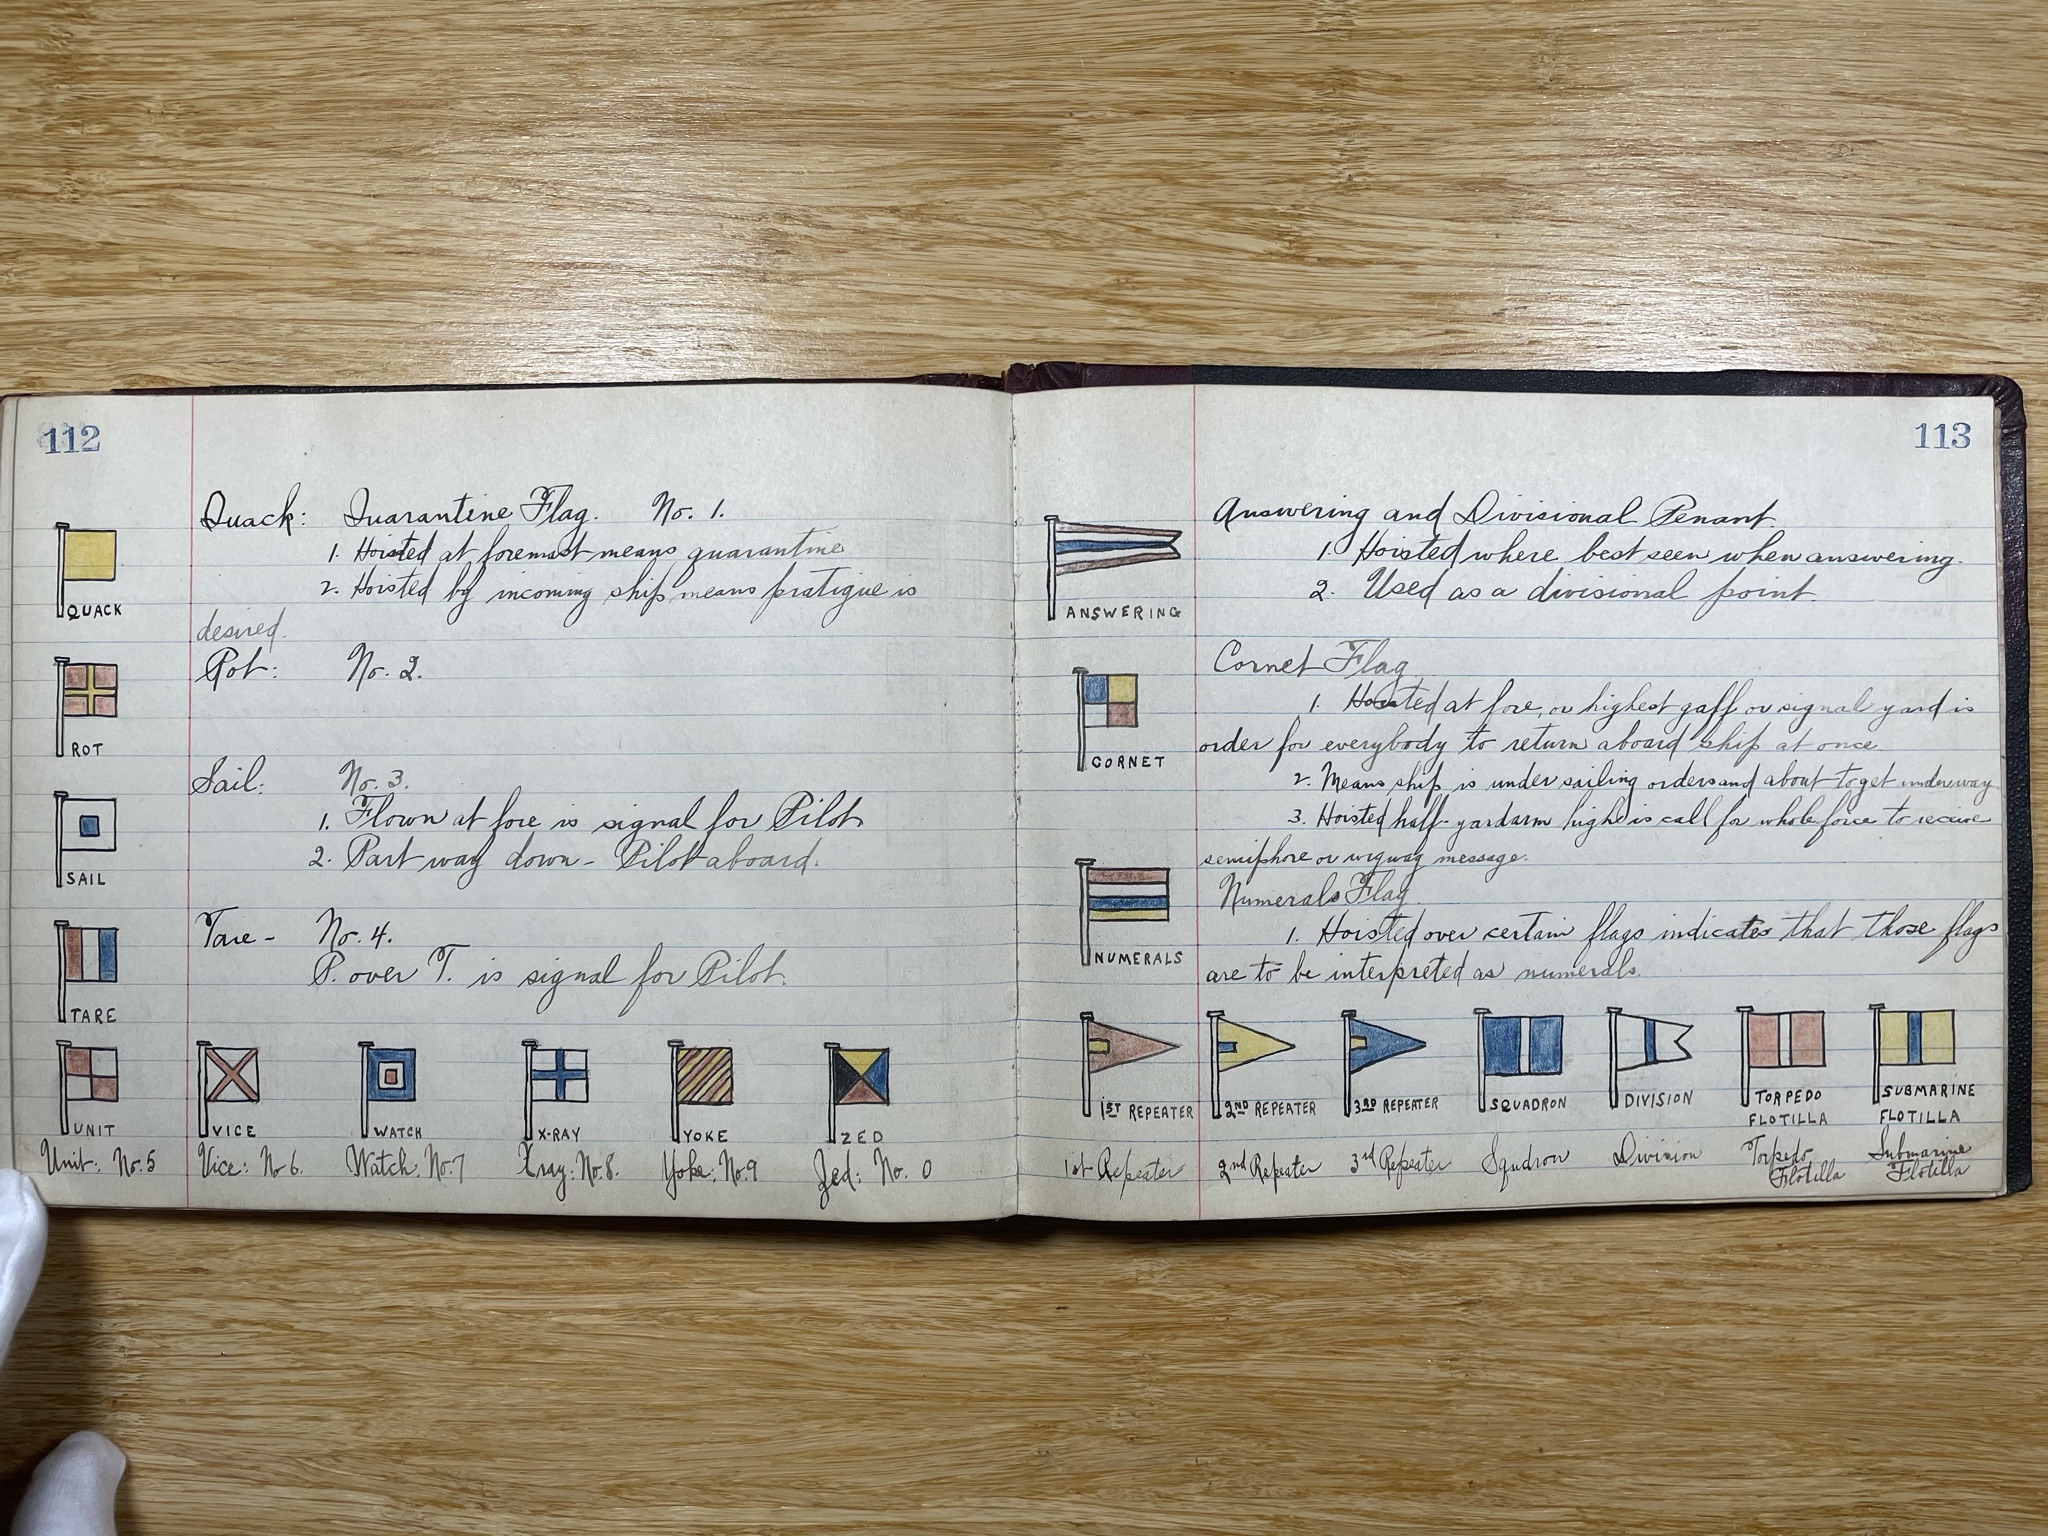 112
Quack: Quarantine Flag. No. 1.
1. Hoisted at foremast means quarantine
2. Hoisted by incoming ship means pratigue is
desired.
QUACK
Rot: No. 2.
ROT
Sail: No. 3.
1. Flown at fore is signal for Pilot
2. Part way down - Pilot aboard.
SAIL
Tare - No. 4.
P. over T. is signal for Pilot.
TARE
UNIT VICE WATCH X-RAY YOKE ZED
Unit: No. 5 Vice: No 6. Watch. No. 7 Xray: No. 8. Yoke: No. 9 Zed: No. 0
113
Answering and Divisional Penant
1. Hoisted where best seen when answering.
2. Used as a divisional point.
ANSWERING
Cornet Flag
1. Hoisted at fore, or highest gaff or signal yard is
order for everybody to return aboard ship at once
2. Means ship is under sailing orders and about to get underway
3. Hoisted half-yardarm high is call for whole force to receive
semiphore or wigwag message.
CORNET
Numerals Flag
1. Hoisted over certain flags indicates that those flags
are to be interpreted as numerals.
NUMERALS
1ST REPEATER 2ND REPEATER 3RD REPEATER SQUADRON DIVISION TORPEDO FLOTILLA SUBMARINE FLOTILLA
1st Repeater 2nd Repeater 3rd Repeater Squdron Division Torpedo Flotilla Submarine Flotilla